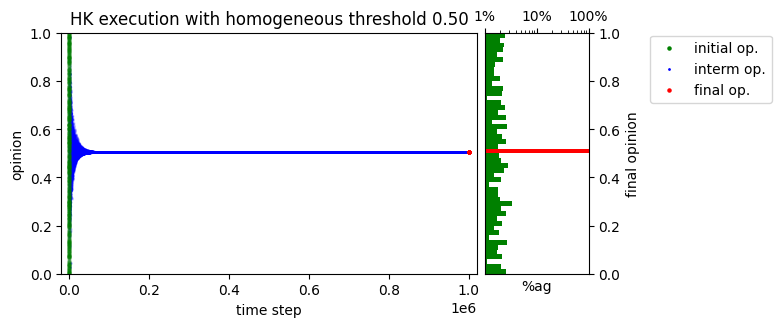 HK execution with homogeneous threshold 0.50
1% 10% 100%
1.0
0.8
0.6
0.4
0.2
0.0
opinion
0.0 0.2 0.4 0.6 0.8 1.0
1e6
time step
1.0
0.8
0.6
0.4
0.2
0.0
final opinion
%ag
initial op.
interm op.
final op.